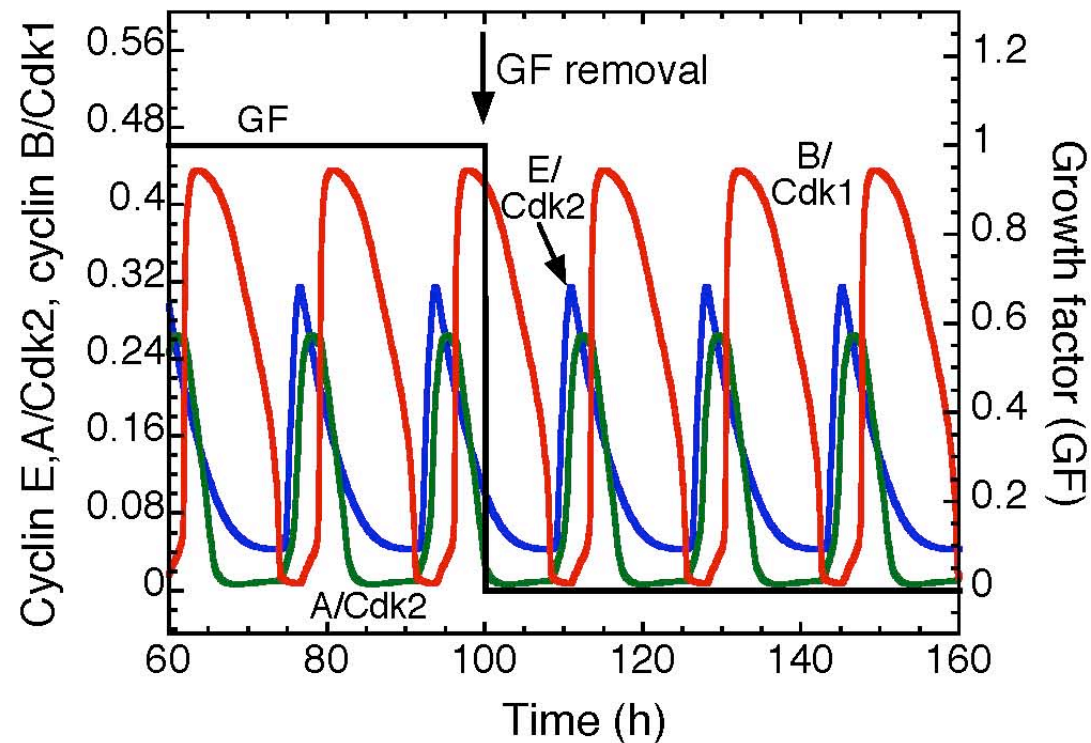 Cyclin E,A/Cdk2, cyclin B/Cdk1
0.56
0.48
0.4
0.32
0.24
0.16
0.08
0
GF removal
GF
E/
Cdk2
B/
Cdk1
A/Cdk2
1.2
1
0.8
0.6
0.4
0.2
0
Growth factor (GF)
60
80
100
120
140
160
Time (h)